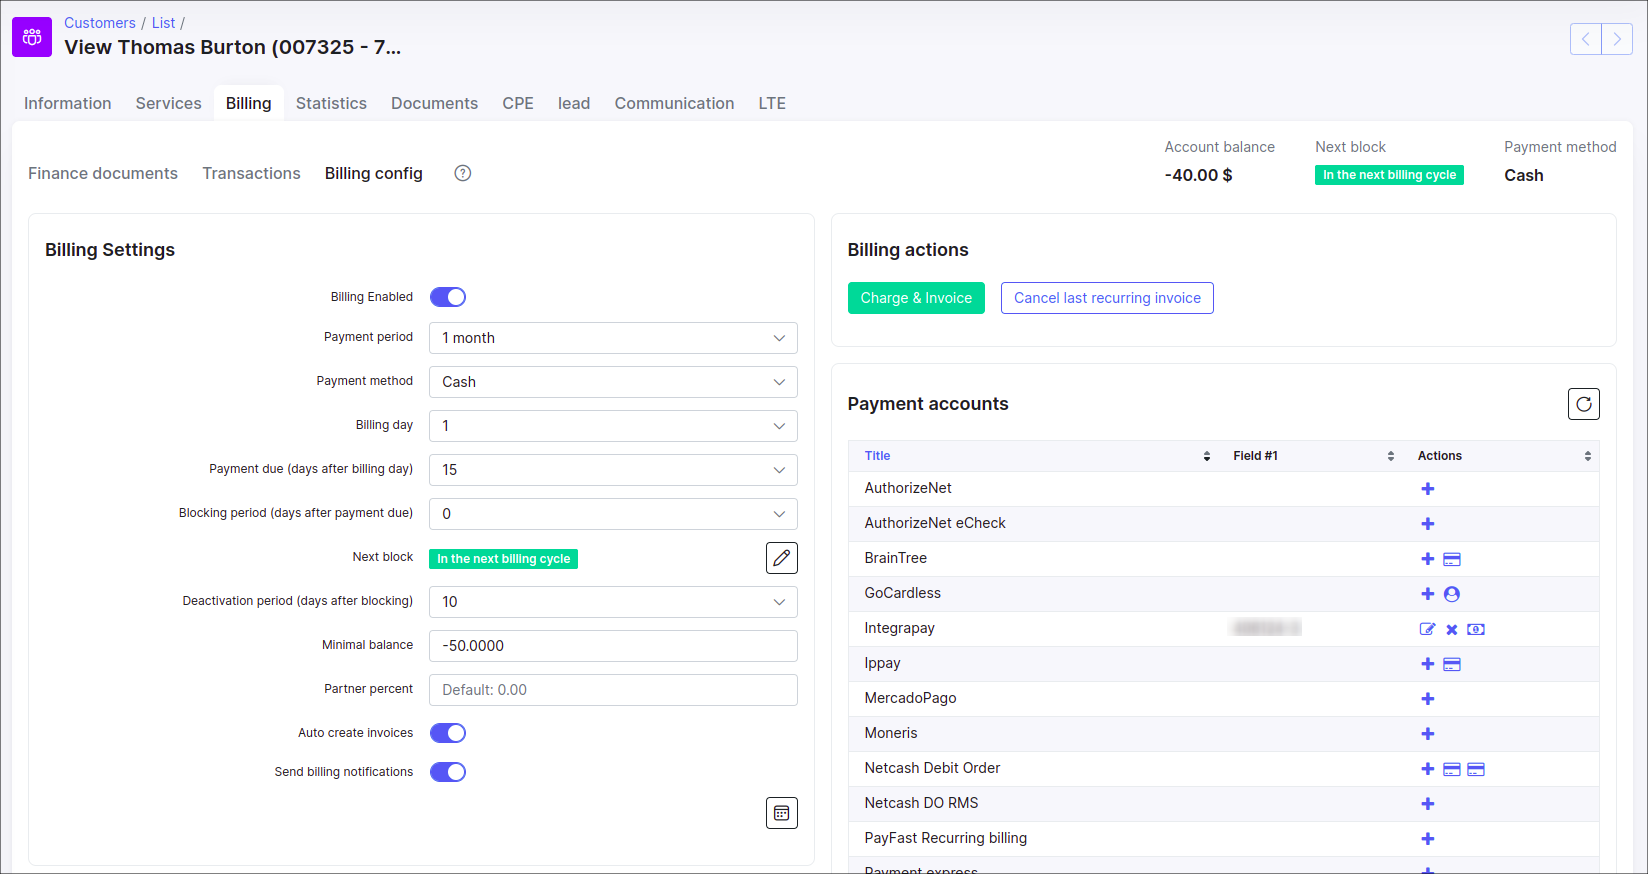 Customers / List /
View Thomas Burton (007325 - 7...
Information Services Billing Statistics Documents CPE lead Communication LTE
Finance documents Transactions Billing config ?
Account balance Next block Payment method
-40.00 $ In the next billing cycle Cash
Billing Settings
Billing Enabled
Payment period 1 month
Payment method Cash
Billing day 1
Payment due (days after billing day) 15
Blocking period (days after payment due) 0
Next block In the next billing cycle
Deactivation period (days after blocking) 10
Minimal balance -50.0000
Partner percent Default: 0.00
Auto create invoices
Send billing notifications
Billing actions
Charge & Invoice Cancel last recurring invoice
Payment accounts
Title Field #1 Actions
AuthorizeNet
AuthorizeNet eCheck
BrainTree
GoCardless
Integrapay
Ippay
MercadoPago
Moneris
Netcash Debit Order
Netcash DO RMS
PayFast Recurring billing
Payment express